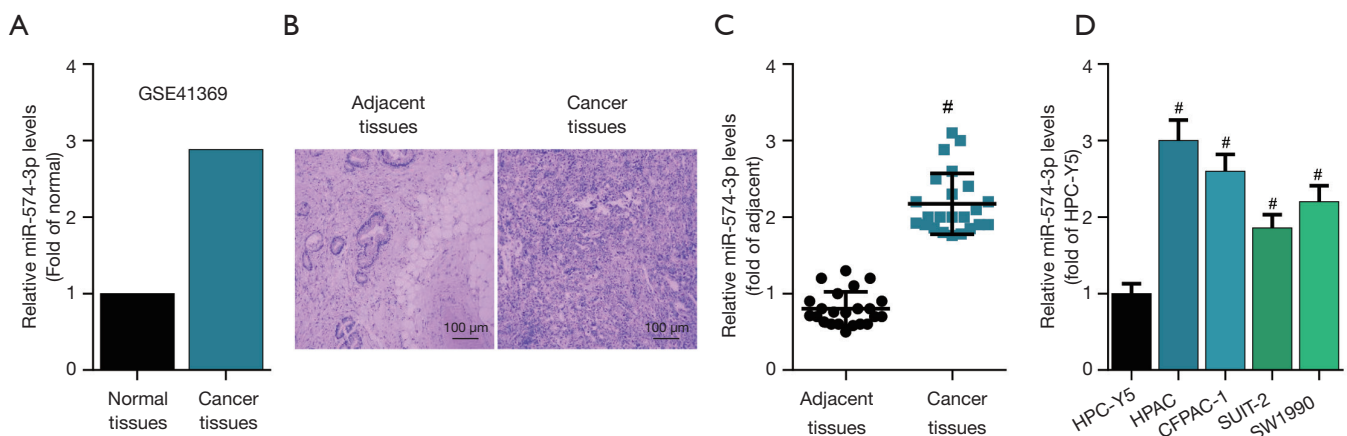 A
Relative miR-574-3p levels
(Fold of normal)
4
3
2
1
0
GSE41369
Normal
tissues
Cancer
tissues
B
Adjacent
tissues
Cancer
tissues
100 μm
100 μm
C
Relative miR-574-3p levels
(fold of adjacent)
4
3
2
1
0
#
Adjacent
tissues
Cancer
tissues
D
Relative miR-574-3p levels
(fold of HPC-Y5)
4
3
2
1
0
#
#
#
#
HPC-Y5
HPAC
CFPAC-1
SUIT-2
SW1990